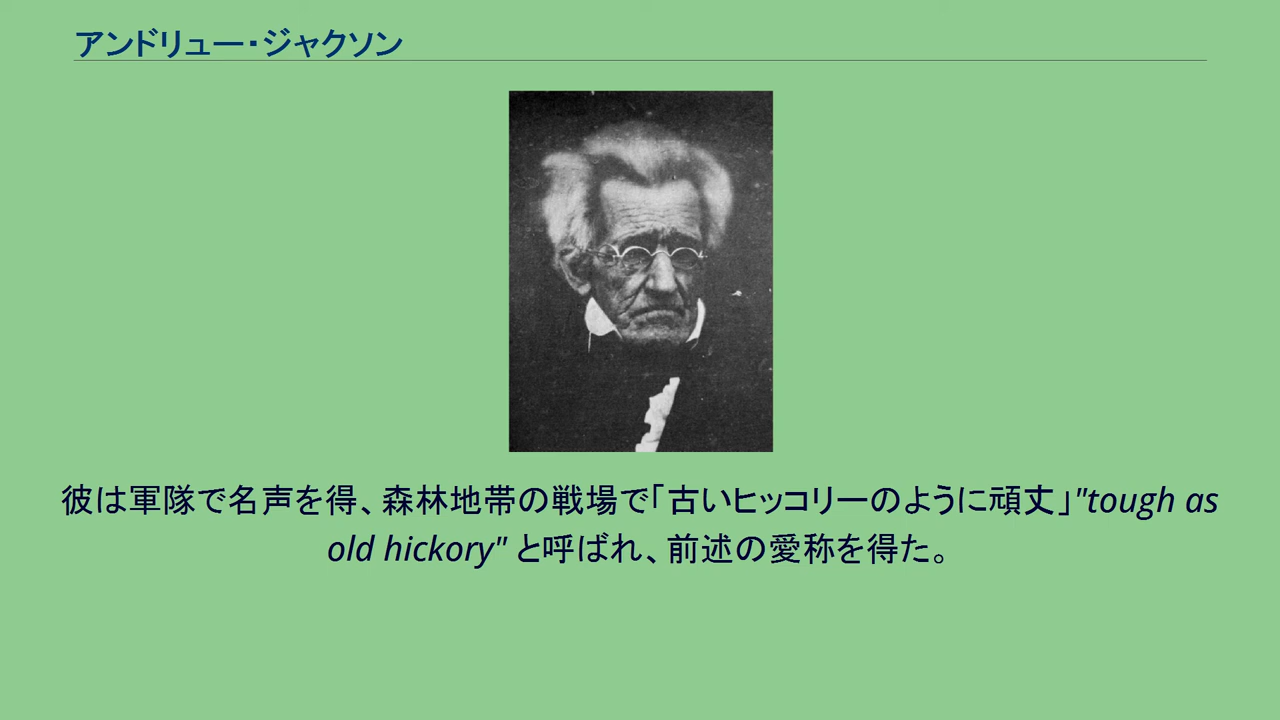 アンドリュー・ジャクソン
彼は軍隊で名声を得、森林地帯の戦場で「古いヒッコリーのように頑丈」"tough as
old hickory" と呼ばれ、前述の愛称を得た。